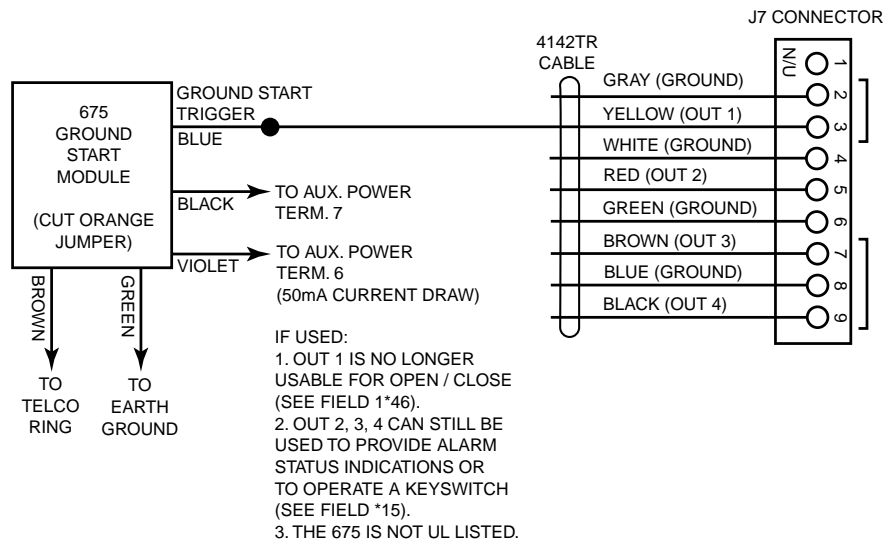 J7 CONNECTOR
4142TR
CABLE
N/U
1
2
3
4
5
6
7
8
9
GRAY (GROUND)
YELLOW (OUT 1)
WHITE (GROUND)
RED (OUT 2)
GREEN (GROUND)
BROWN (OUT 3)
BLUE (GROUND)
BLACK (OUT 4)
675
GROUND
START
MODULE
(CUT ORANGE
JUMPER)
GROUND START
TRIGGER
BLUE
BLACK
TO AUX. POWER
TERM. 7
VIOLET
TO AUX. POWER
TERM. 6
(50mA CURRENT DRAW)
BROWN
GREEN
TO
TELCO
RING
TO
EARTH
GROUND
IF USED:
1. OUT 1 IS NO LONGER
USABLE FOR OPEN / CLOSE
(SEE FIELD 1*46).
2. OUT 2, 3, 4 CAN STILL BE
USED TO PROVIDE ALARM
STATUS INDICATIONS OR
TO OPERATE A KEYSWITCH
(SEE FIELD *15).
3. THE 675 IS NOT UL LISTED.